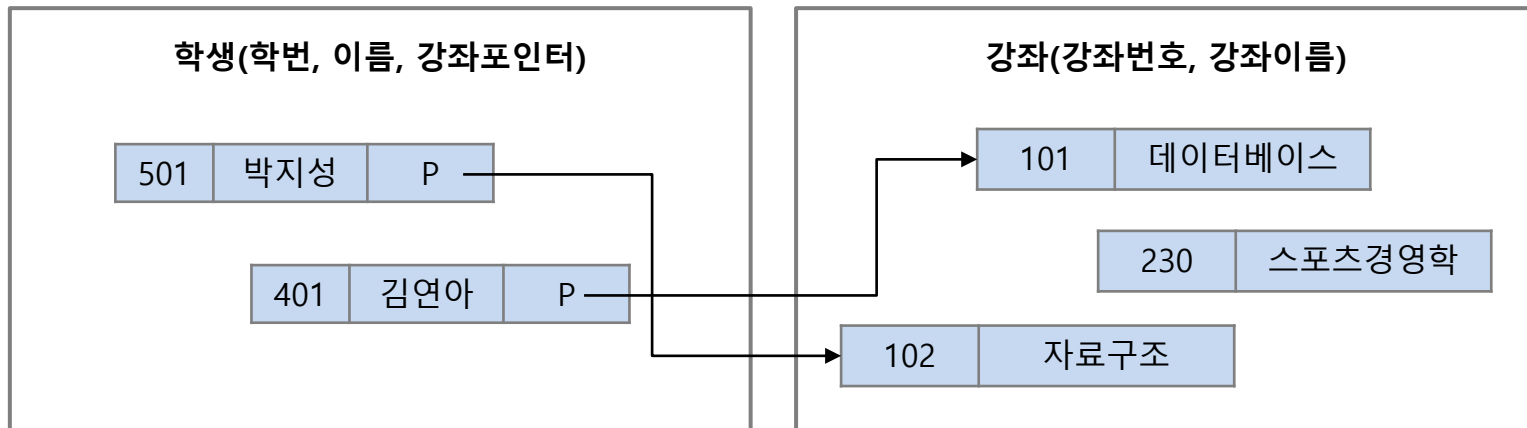 학생(학번, 이름, 강좌포인터)
501 박지성 P
401 김연아 P
강좌(강좌번호, 강좌이름)
101 데이터베이스
230 스포츠경영학
102 자료구조